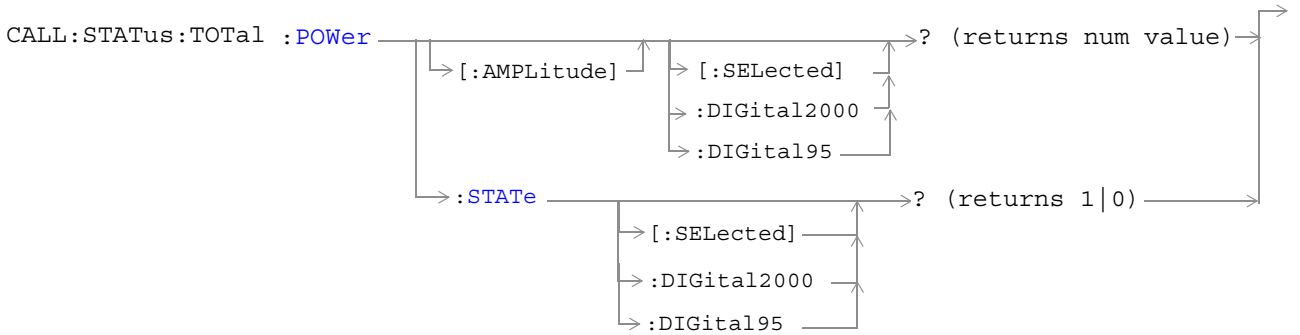 CALL:STATus:TOTal :POWer ? (returns num value)
[:AMPLitude] [:SELected]
:DIGital2000
:DIGital95
:STATe ? (returns 1|0)
[:SELected]
:DIGital2000
:DIGital95